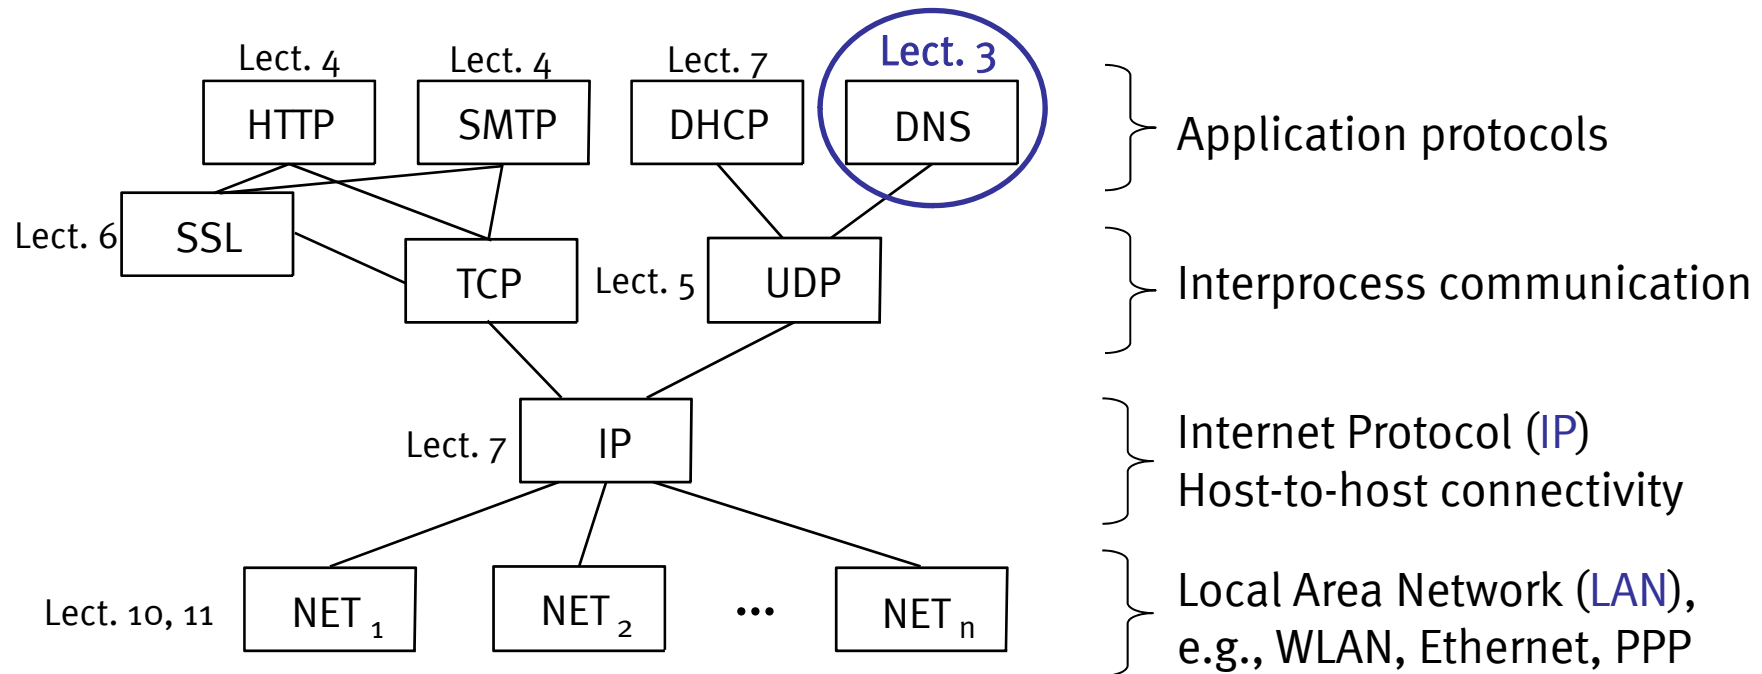 Lect. 4
Lect. 4
Lect. 7
Lect. 3
HTTP
SMTP
DHCP
DNS
Application protocols
Lect. 6
SSL
TCP
Lect. 5
UDP
Interprocess communication
Lect. 7
IP
Internet Protocol (IP)
Host-to-host connectivity
Lect. 10, 11
NET 1
NET 2
...
NET n
Local Area Network (LAN),
e.g., WLAN, Ethernet, PPP